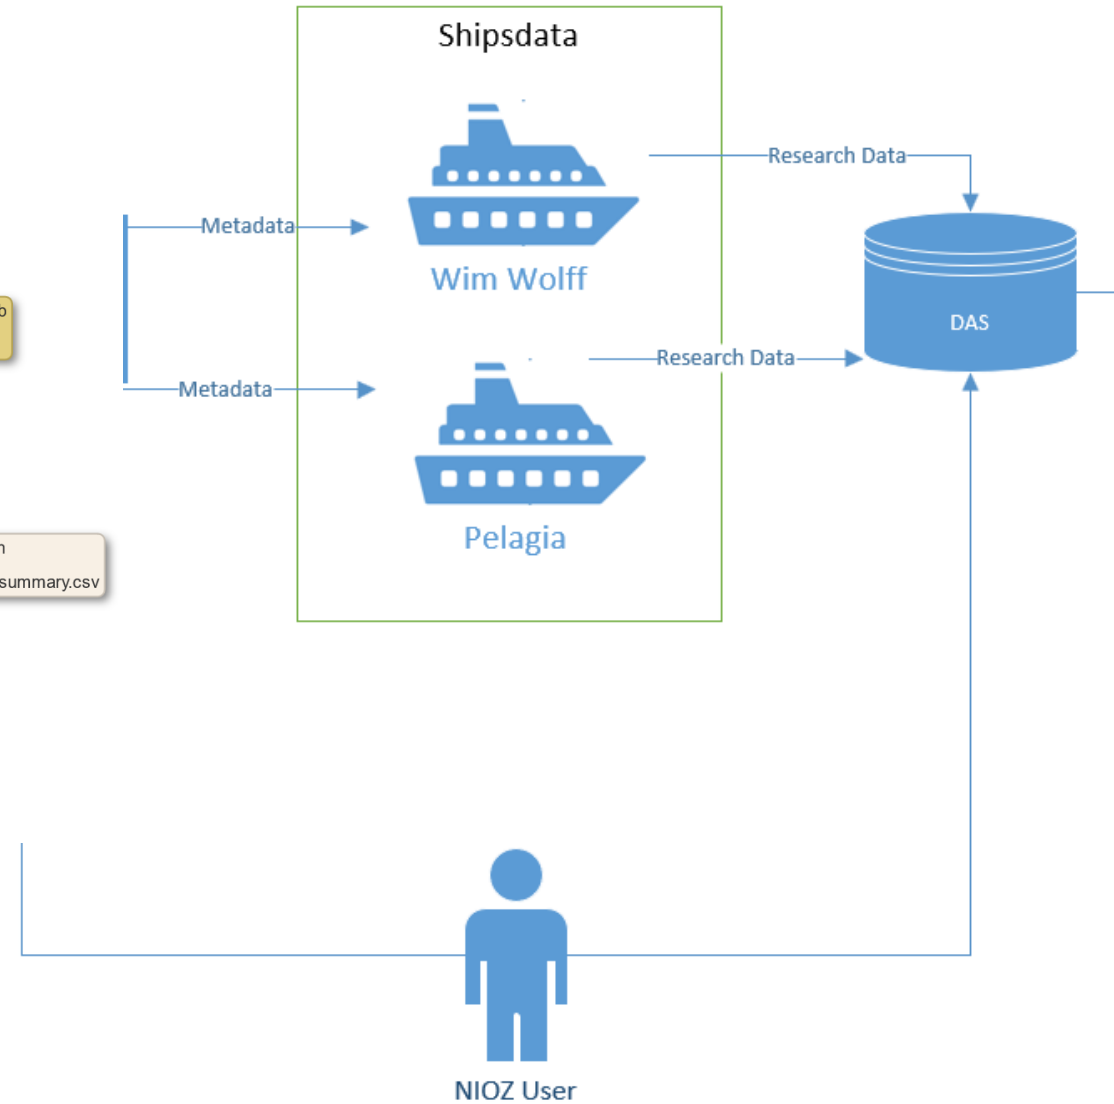 Shipsdata
Research Data
Metadata
Wim Wolff
b
DAS
Research Data
Metadata
Pelagia
summary.csv
NIOZ User